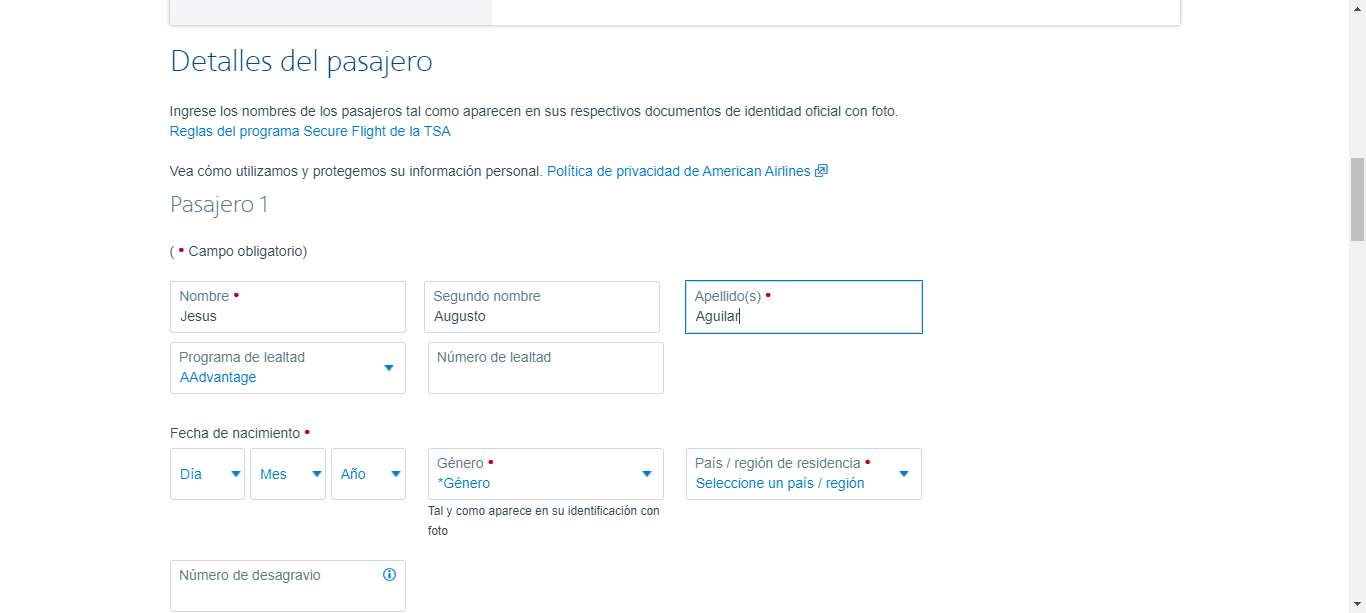 Detalles del pasajero
Ingrese los nombres de los pasajeros tal como aparecen en sus respectivos documentos de identidad oficial con foto.
Reglas del programa Secure Flight de la TSA
Vea cómo utilizamos y protegemos su información personal. Política de privacidad de American Airlines
Pasajero 1
( • Campo obligatorio)
Nombre • Segundo nombre Apellido(s) •
Jesus Augusto Aguilar
Programa de lealtad Número de lealtad
AAdvantage
Fecha de nacimiento •
Género • País / región de residencia •
Día Mes Año *Género Seleccione un país / región
Tal y como aparece en su identificación con
foto
Número de desagravio